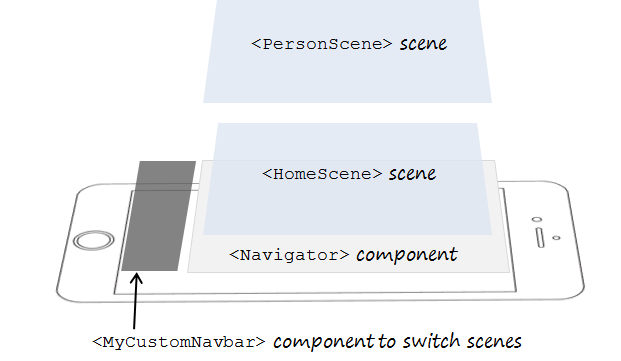 <PersonScene> scene
<HomeScene> scene
<Navigator> component
<MyCustomNavbar> component to switch scenes